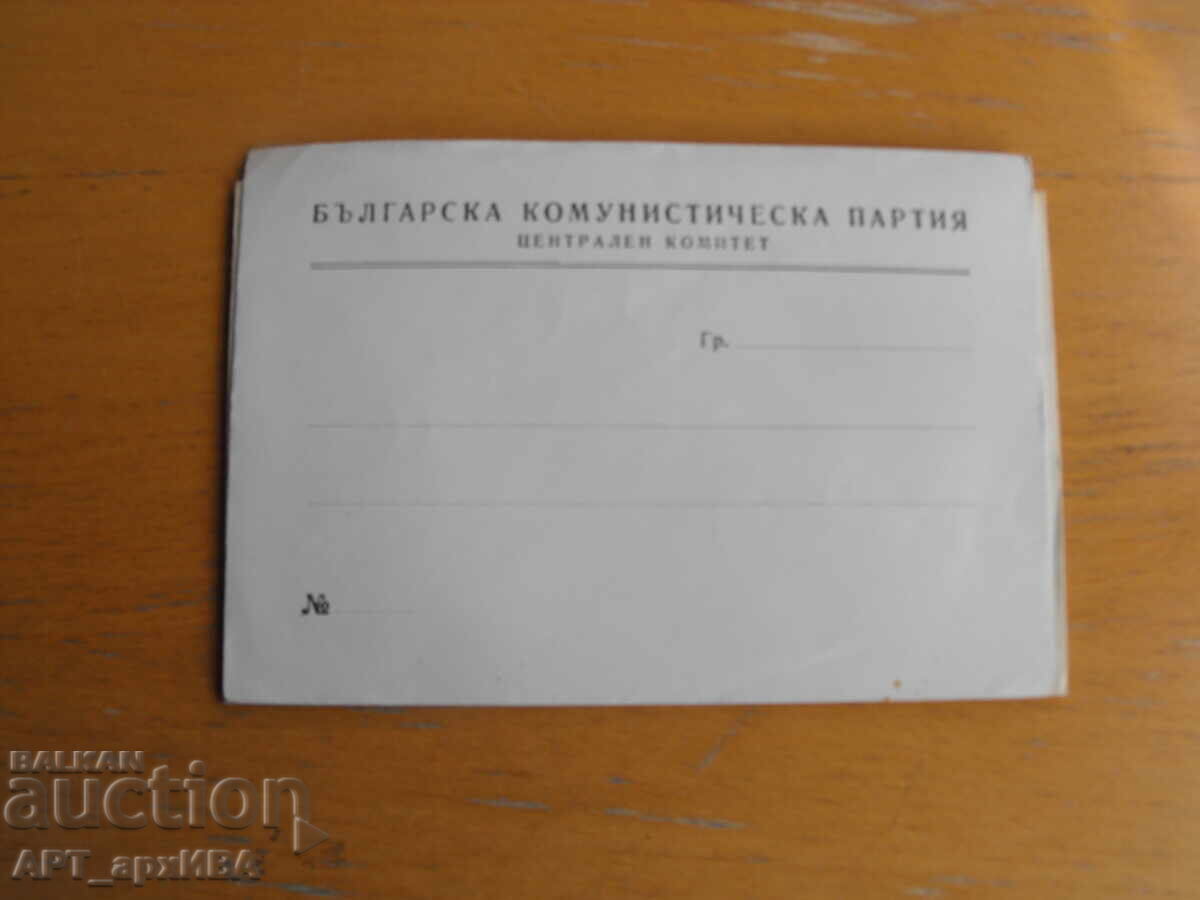 БЪЛГАРСКА КОМУНИСТИЧЕСКА ПАРТИЯ
ЦЕНТРАЛЕН КОМИТЕТ
Гр.
№
BALKAN
auction
АРТ_архИВА